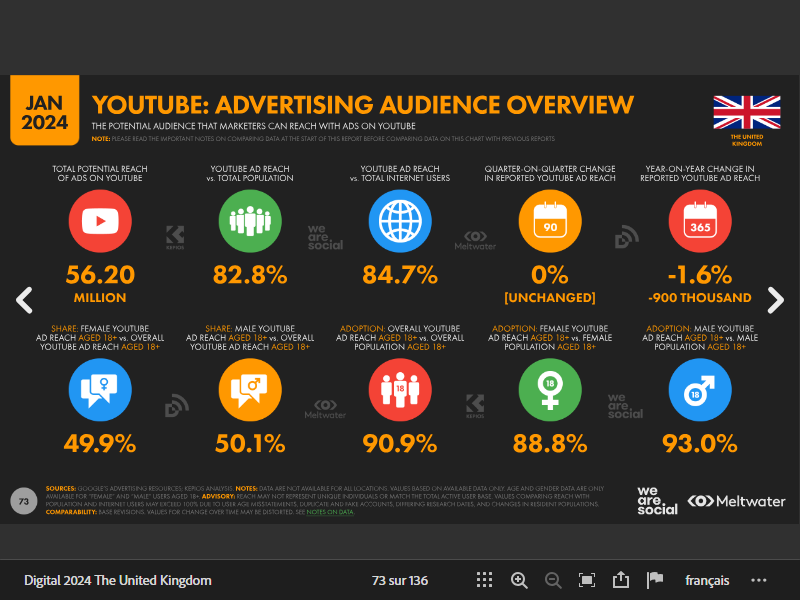 JAN
2024
YOUTUBE: ADVERTISING AUDIENCE OVERVIEW
THE POTENTIAL AUDIENCE THAT MARKETERS CAN REACH WITH ADS ON YOUTUBE
NOTE: PLEASE READ THE IMPORTANT NOTES ON COMPARING DATA AT THE START OF THIS REPORT BEFORE COMPARING DATA ON THIS CHART WITH PREVIOUS REPORTS
THE UNITED
KINGDOM
TOTAL POTENTIAL REACH
OF ADS ON YOUTUBE
56.20
MILLION
YOUTUBE AD REACH
vs. TOTAL POPULATION
82.8%
YOUTUBE AD REACH
vs. TOTAL INTERNET USERS
84.7%
QUARTER-ON-QUARTER CHANGE
IN REPORTED YOUTUBE AD REACH
90
0%
[UNCHANGED]
YEAR-ON-YEAR CHANGE IN
REPORTED YOUTUBE AD REACH
365
-1.6%
-900 THOUSAND
KEPIOS
we
are.
social
Meltwater
SHARE: FEMALE YOUTUBE
AD REACH AGED 18+ vs. OVERALL
YOUTUBE AD REACH AGED 18+
49.9%
SHARE: MALE YOUTUBE
AD REACH AGED 18+ vs. OVERALL
YOUTUBE AD REACH AGED 18+
50.1%
ADOPTION: OVERALL YOUTUBE
AD REACH AGED 18+ vs. OVERALL
POPULATION AGED 18+
18
90.9%
ADOPTION: FEMALE YOUTUBE
AD REACH AGED 18+ vs. FEMALE
POPULATION AGED 18+
18
88.8%
ADOPTION: MALE YOUTUBE
AD REACH AGED 18+ vs. MALE
POPULATION AGED 18+
18
93.0%
Meltwater
KEPIOS
we
are.
social
73
SOURCES: GOOGLE'S ADVERTISING RESOURCES; KEPIOS ANALYSIS. NOTES: DATA ARE NOT AVAILABLE FOR ALL LOCATIONS. VALUES BASED ON AVAILABLE DATA ONLY. AGE AND GENDER DATA ARE ONLY
AVAILABLE FOR "FEMALE" AND "MALE" USERS AGED 18+. ADVISORY: REACH MAY NOT REPRESENT UNIQUE INDIVIDUALS OR MATCH THE TOTAL ACTIVE USER BASE. VALUES COMPARING REACH WITH
POPULATION AND INTERNET USERS MAY EXCEED 100% DUE TO USER AGE MISSTATEMENTS, DUPLICATE AND FAKE ACCOUNTS, DIFFERING RESEARCH DATES, AND CHANGES IN RESIDENT POPULATIONS.
COMPARABILITY: BASE REVISIONS. VALUES FOR CHANGE OVER TIME MAY BE DISTORTED. SEE NOTES ON DATA.
we
are.
social
Meltwater
Digital 2024 The United Kingdom
73 sur 136
français